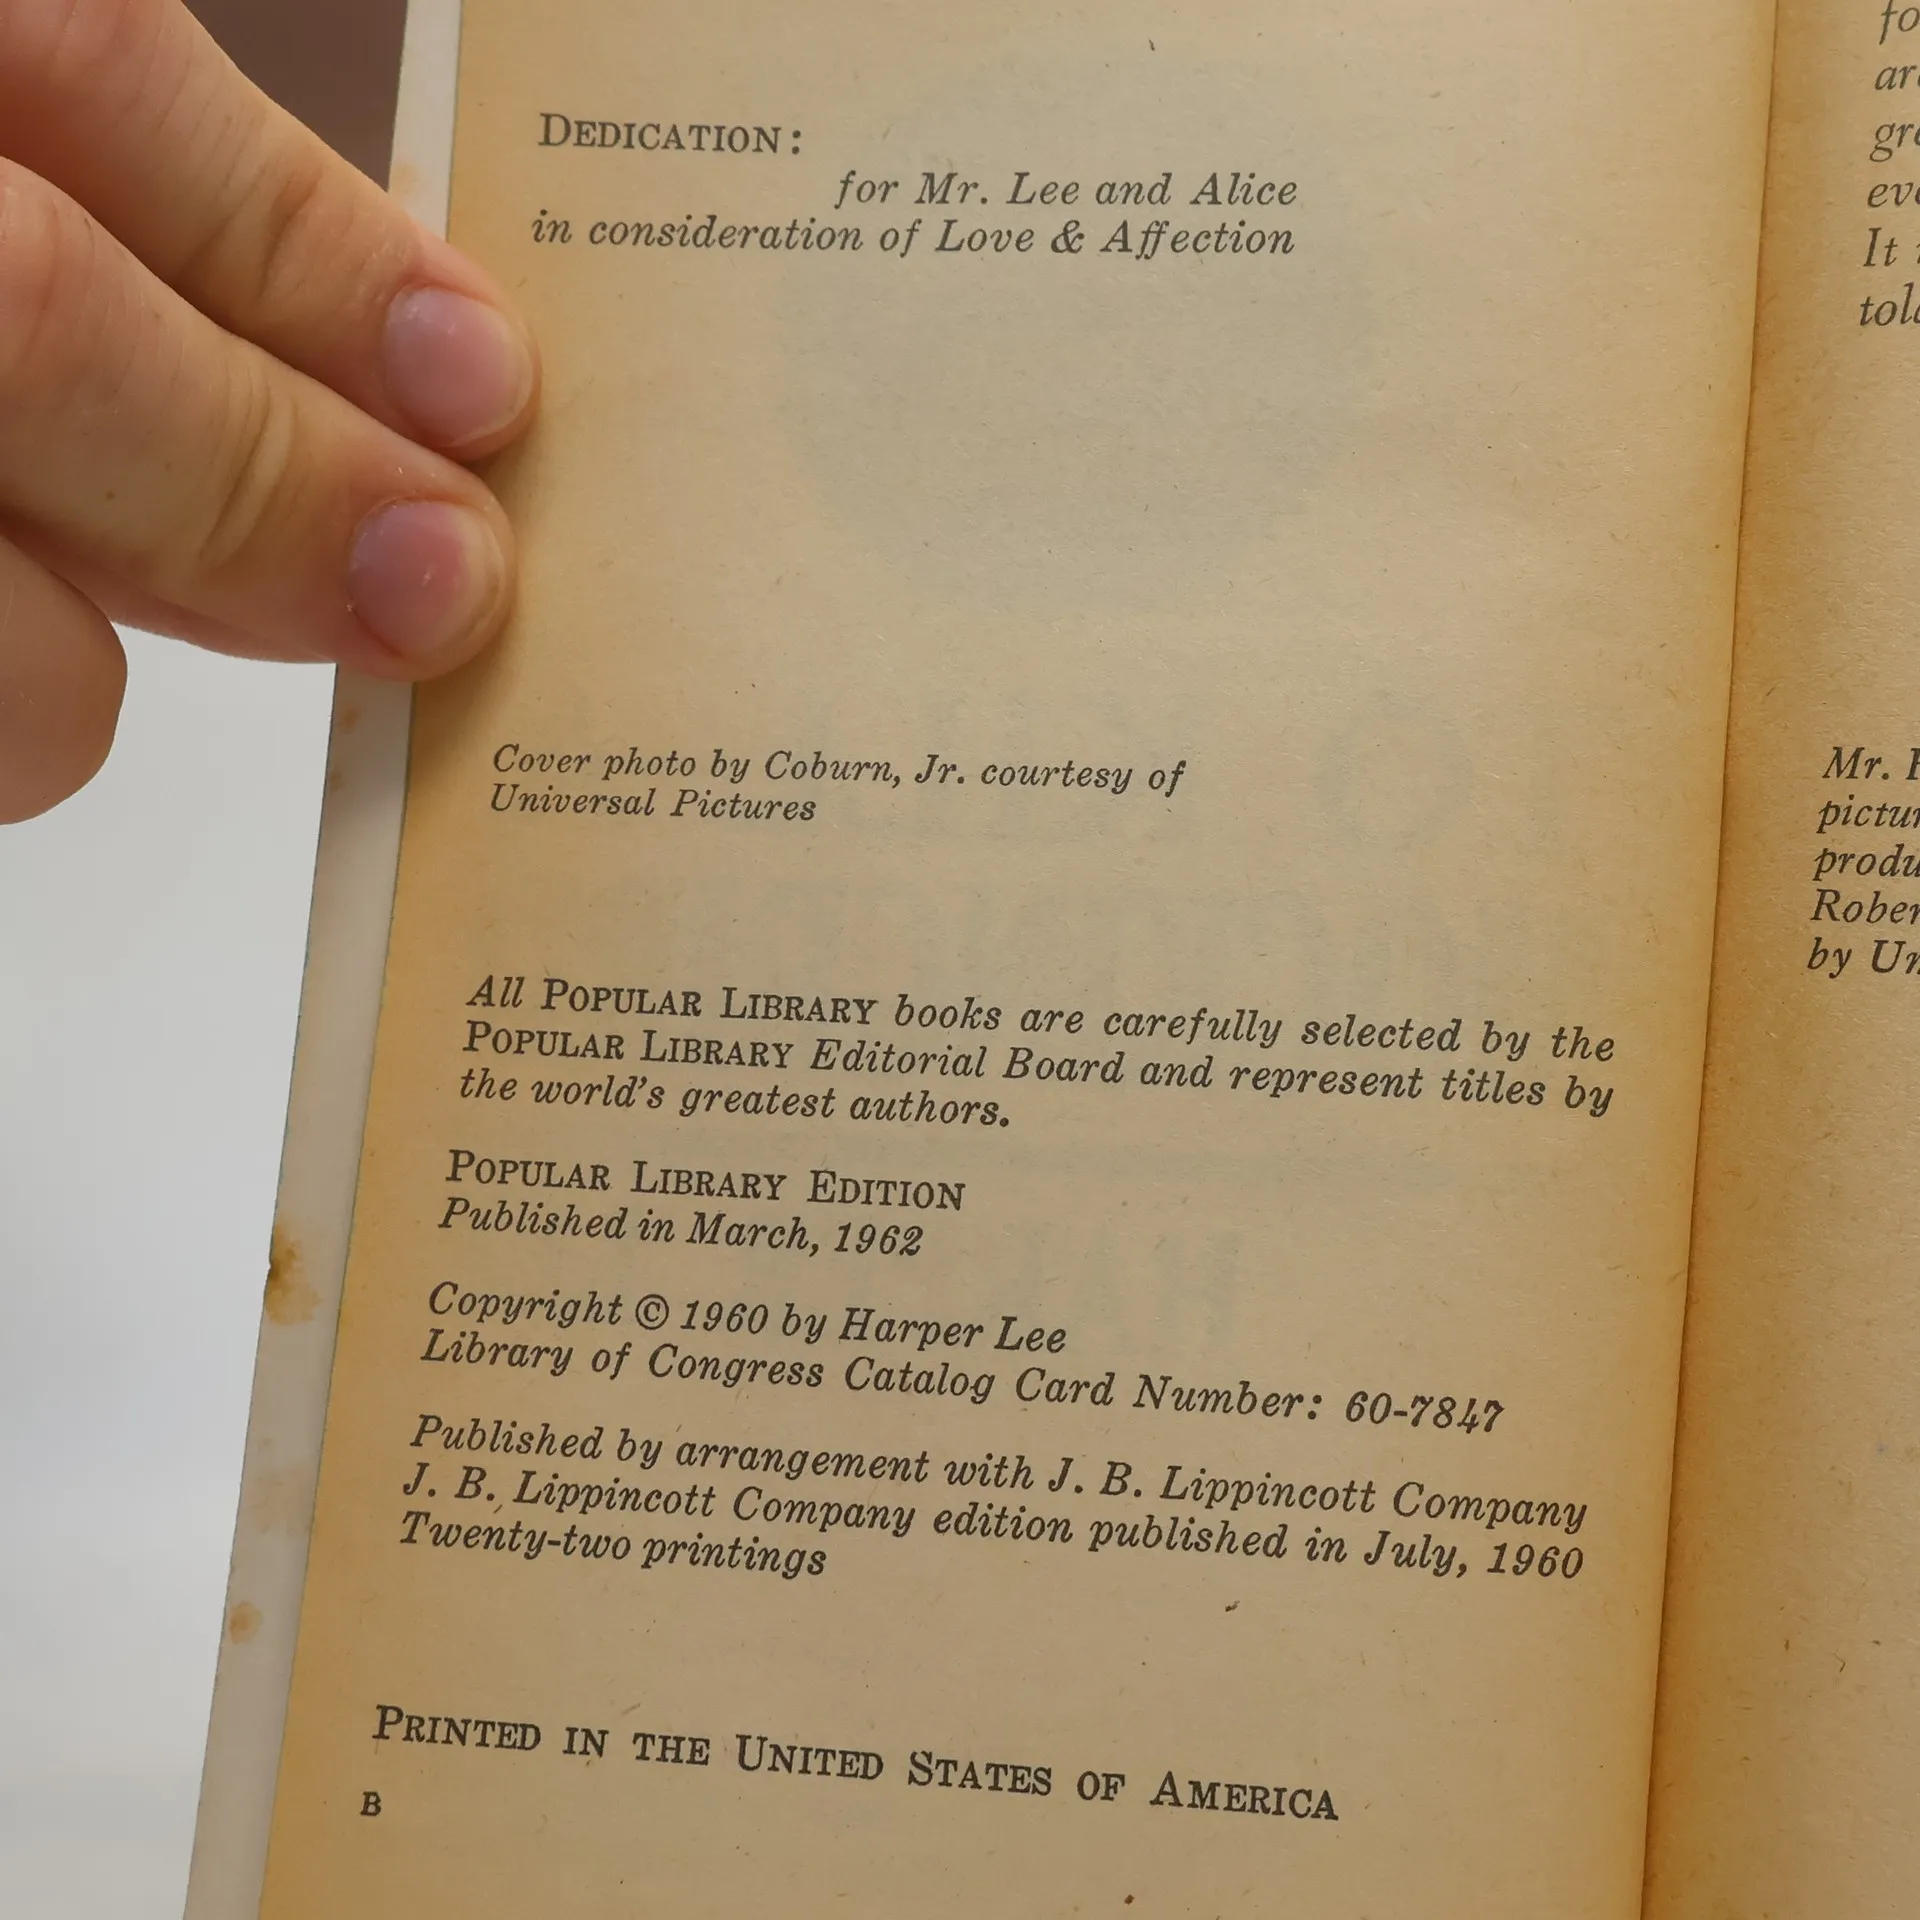 DEDICATION:
for Mr. Lee and Alice
in consideration of Love & Affection
Cover photo by Coburn, Jr. courtesy of
Universal Pictures
All POPULAR LIBRARY books are carefully selected by the
POPULAR LIBRARY Editorial Board and represent titles by
the world's greatest authors.
POPULAR LIBRARY EDITION
Published in March, 1962
Copyright © 1960 by Harper Lee
Library of Congress Catalog Card Number: 60-7847
Published by arrangement with J. B. Lippincott Company
J. B. Lippincott Company edition published in July, 1960
Twenty-two printings
PRINTED IN THE UNITED STATES OF AMERICA
B
It
Mr.
by